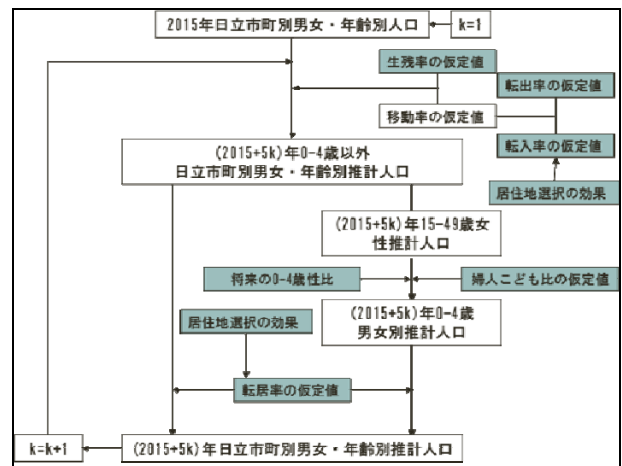 2015年日立市町別男女・年齢別人口
k=1
生残率の仮定値
転出率の仮定値
移動率の仮定値
転入率の仮定値
(2015+5k)年0-4歳以外
日立市町別男女・年齢別推計人口
居住地選択の効果
(2015+5k)年15-49歳女
性推計人口
将来の0-4歳性比
婦人こども比の仮定値
(2015+5k)年0-4歳
男女別推計人口
居住地選択の効果
転居率の仮定値
k=k+1
(2015+5k)年日立市町別男女・年齢別推計人口